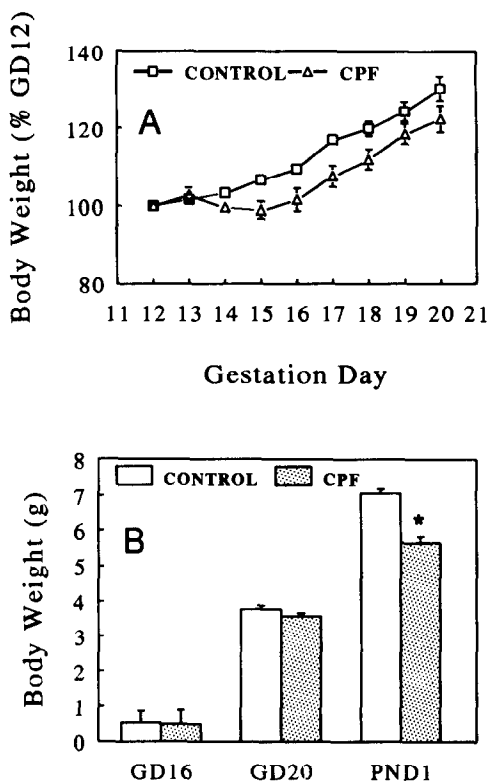 140
120
100
80
Body Weight (% GD12)
CONTROL CPF
A
11 12 13 14 15 16 17 18 19 20 21
Gestation Day
8
7
6
5
4
3
2
1
0
Body Weight (g)
CONTROL CPF
B
*
GD16 GD20 PND1